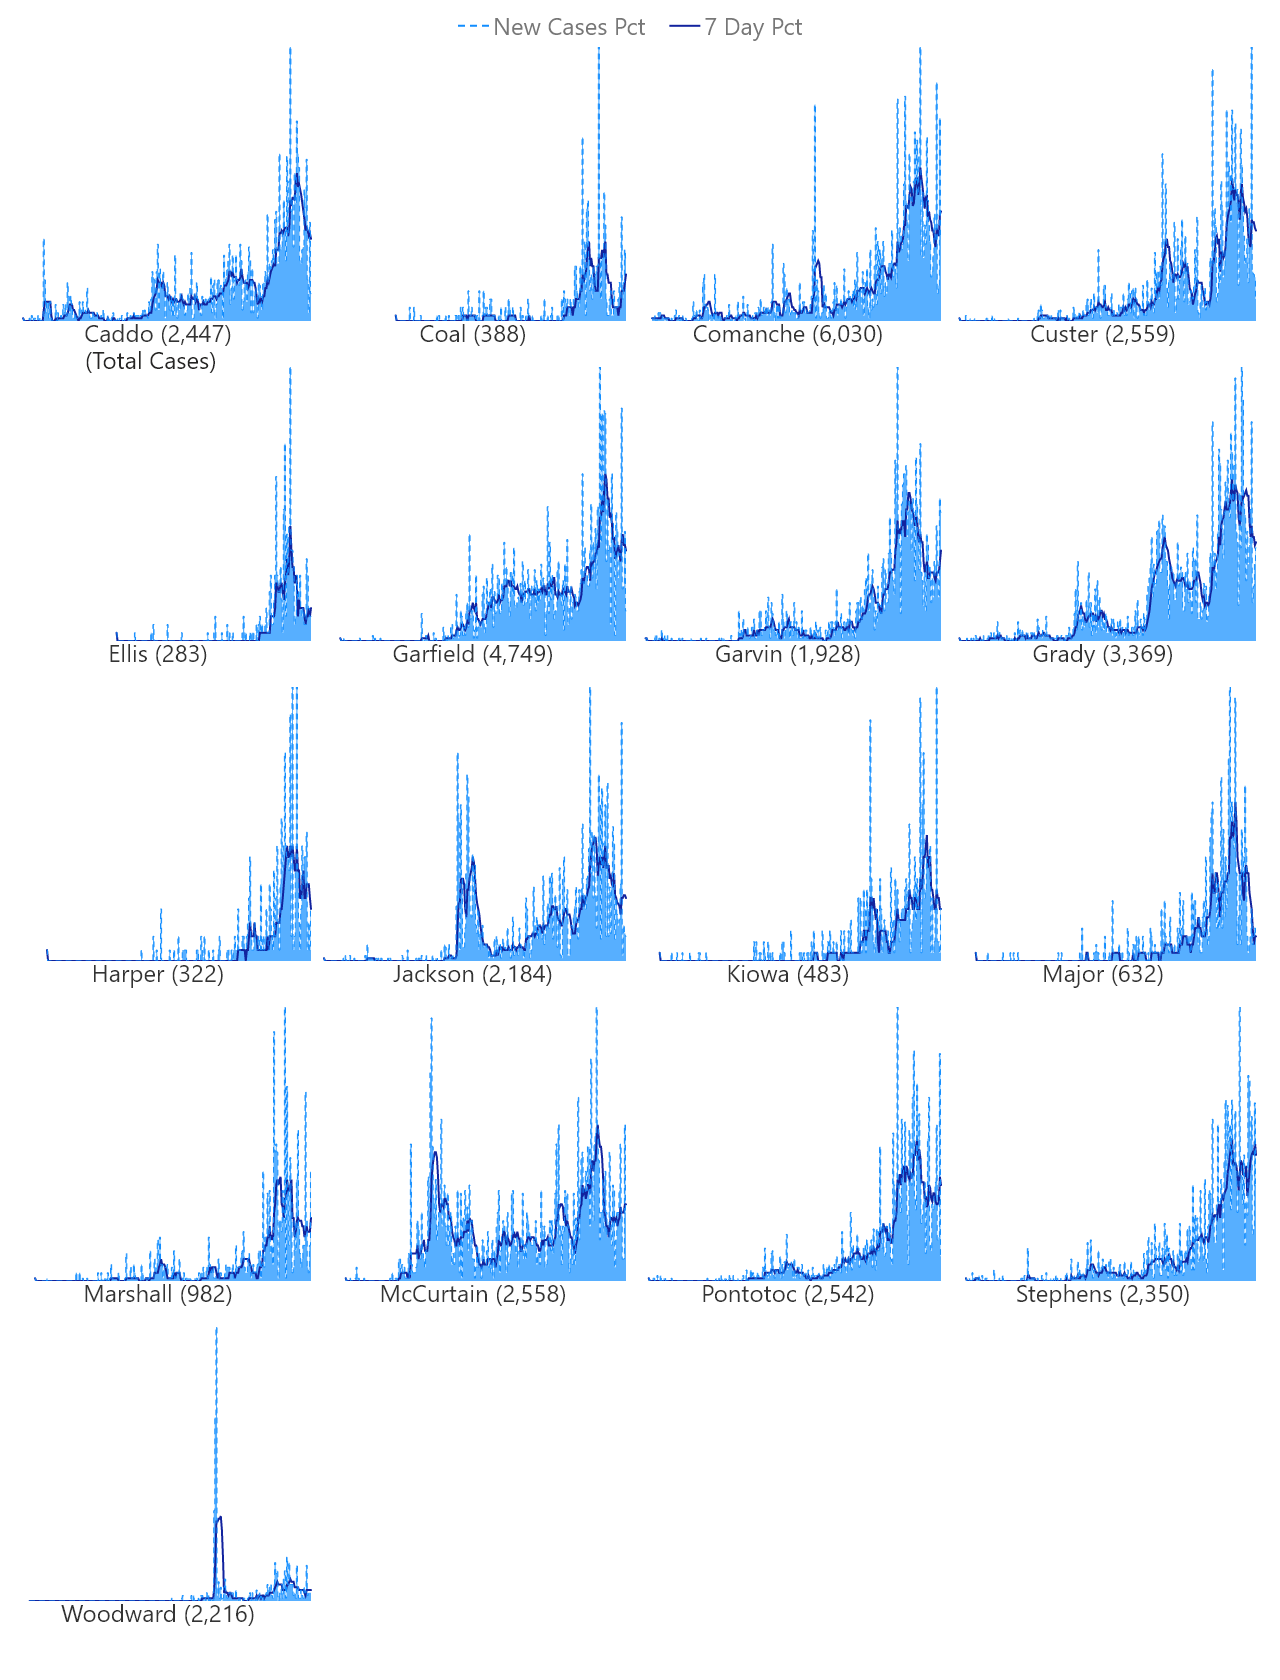 New Cases Pct 7 Day Pct
Caddo (2,447) Coal (388) Comanche (6,030) Custer (2,559)
(Total Cases)
Ellis (283) Garfield (4,749) Garvin (1,928) Grady (3,369)
Harper (322) Jackson (2,184) Kiowa (483) Major (632)
Marshall (982) McCurtain (2,558) Pontotoc (2,542) Stephens (2,350)
Woodward (2,216)